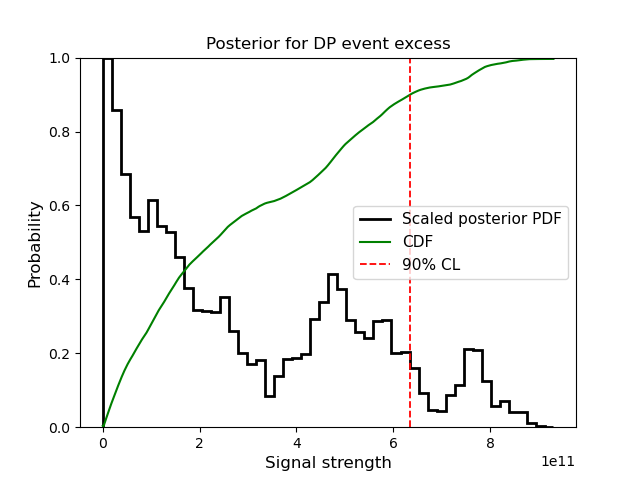 Posterior for DP event excess
Probability
1.0
0.8
0.6
0.4
0.2
0.0
Scaled posterior PDF
CDF
90% CL
0
2
4
6
8
1e11
Signal strength